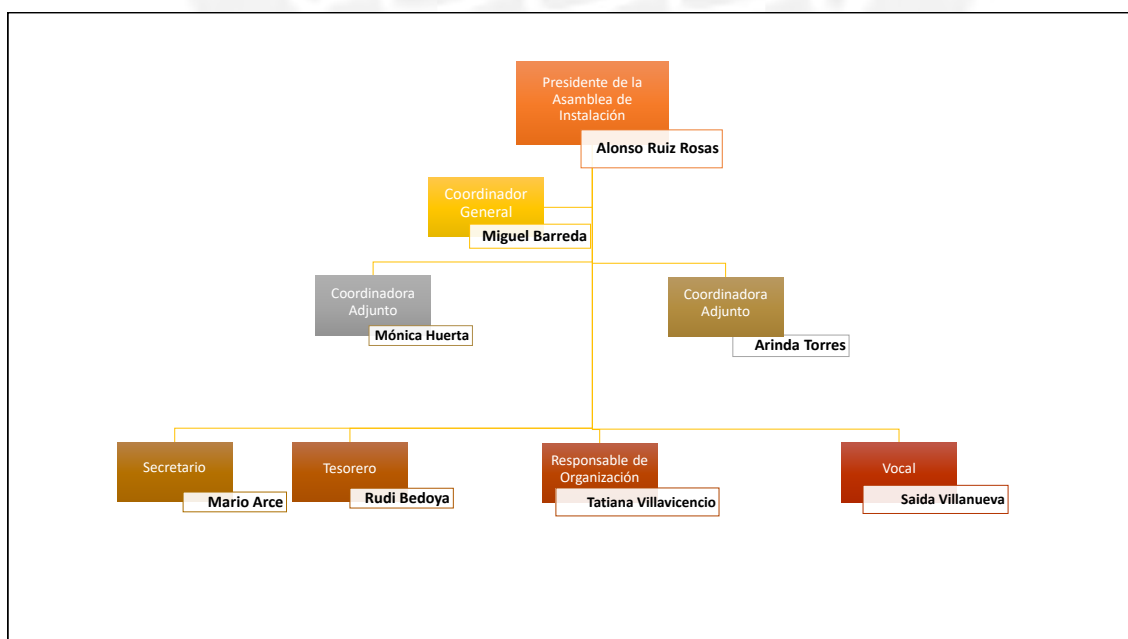 Presidente de la
Asamblea de
Instalación
Alonso Ruiz Rosas
Coordinador
General
Miguel Barreda
Coordinadora
Adjunto
Mónica Huerta
Coordinadora
Adjunto
Arinda Torres
Secretario
Mario Arce
Tesorero
Rudi Bedoya
Responsable de
Organización
Tatiana Villavicencio
Vocal
Saida Villanueva